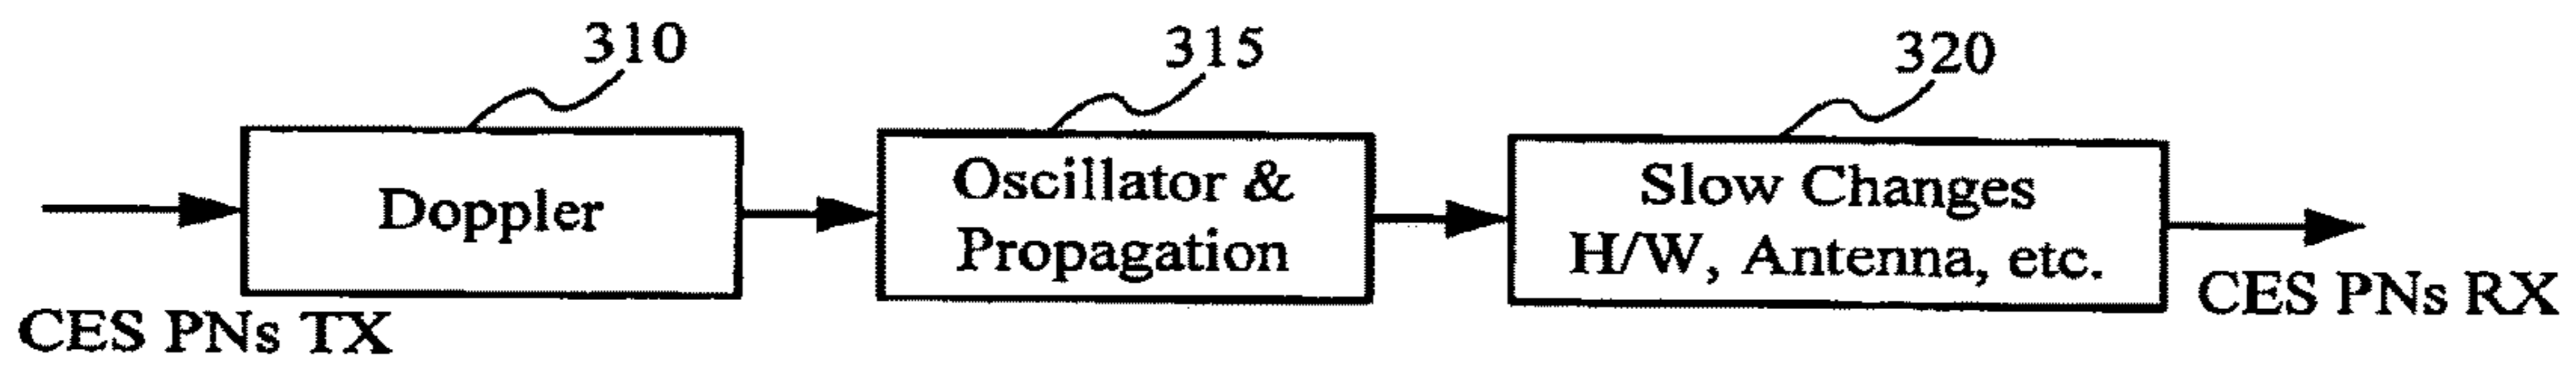 310
315
320
Doppler
Oscillator &
Propagation
Slow Changes
H/W, Antenna, etc.
CES PNs TX
CES PNs RX